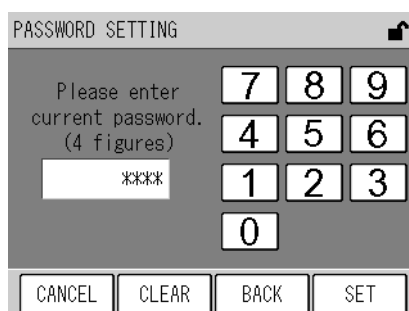 PASSWORD SETTING
Please enter
current password.
(4 figures)
****
7 8 9
4 5 6
1 2 3
0
CANCEL CLEAR BACK SET